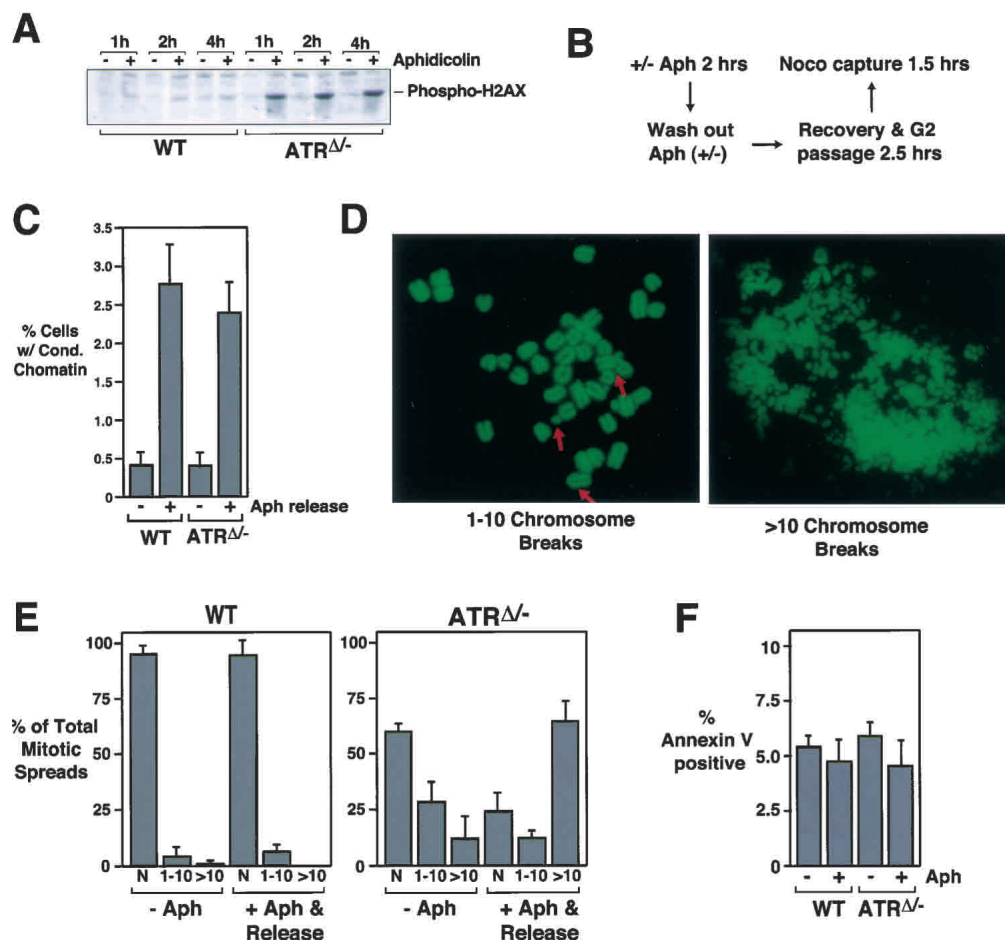 A
1h 2h 4h 1h 2h 4h
- + - + - + - + - + - + Aphidicolin
– Phospho-H2AX
WT ATRΔ/-
B
+/- Aph 2 hrs
Noco capture 1.5 hrs
Wash out
Aph (+/-)
Recovery & G2
passage 2.5 hrs
C
% Cells
w/ Cond.
Chromatin
3.5
3.0
2.5
2.0
1.5
1.0
0.5
0
- + - + Aph release
WT ATRΔ/-
D
1-10 Chromosome
Breaks
>10 Chromosome
Breaks
E
WT
% of Total
Mitotic
Spreads
100
75
50
25
0
N 1-10 >10 N 1-10 >10
- Aph + Aph &
Release
ATRΔ/-
100
75
50
25
0
N 1-10 >10 N 1-10 >10
- Aph + Aph &
Release
F
%
Annexin V
positive
10
7.5
5.0
2.5
0
- + - + Aph
WT ATRΔ/-